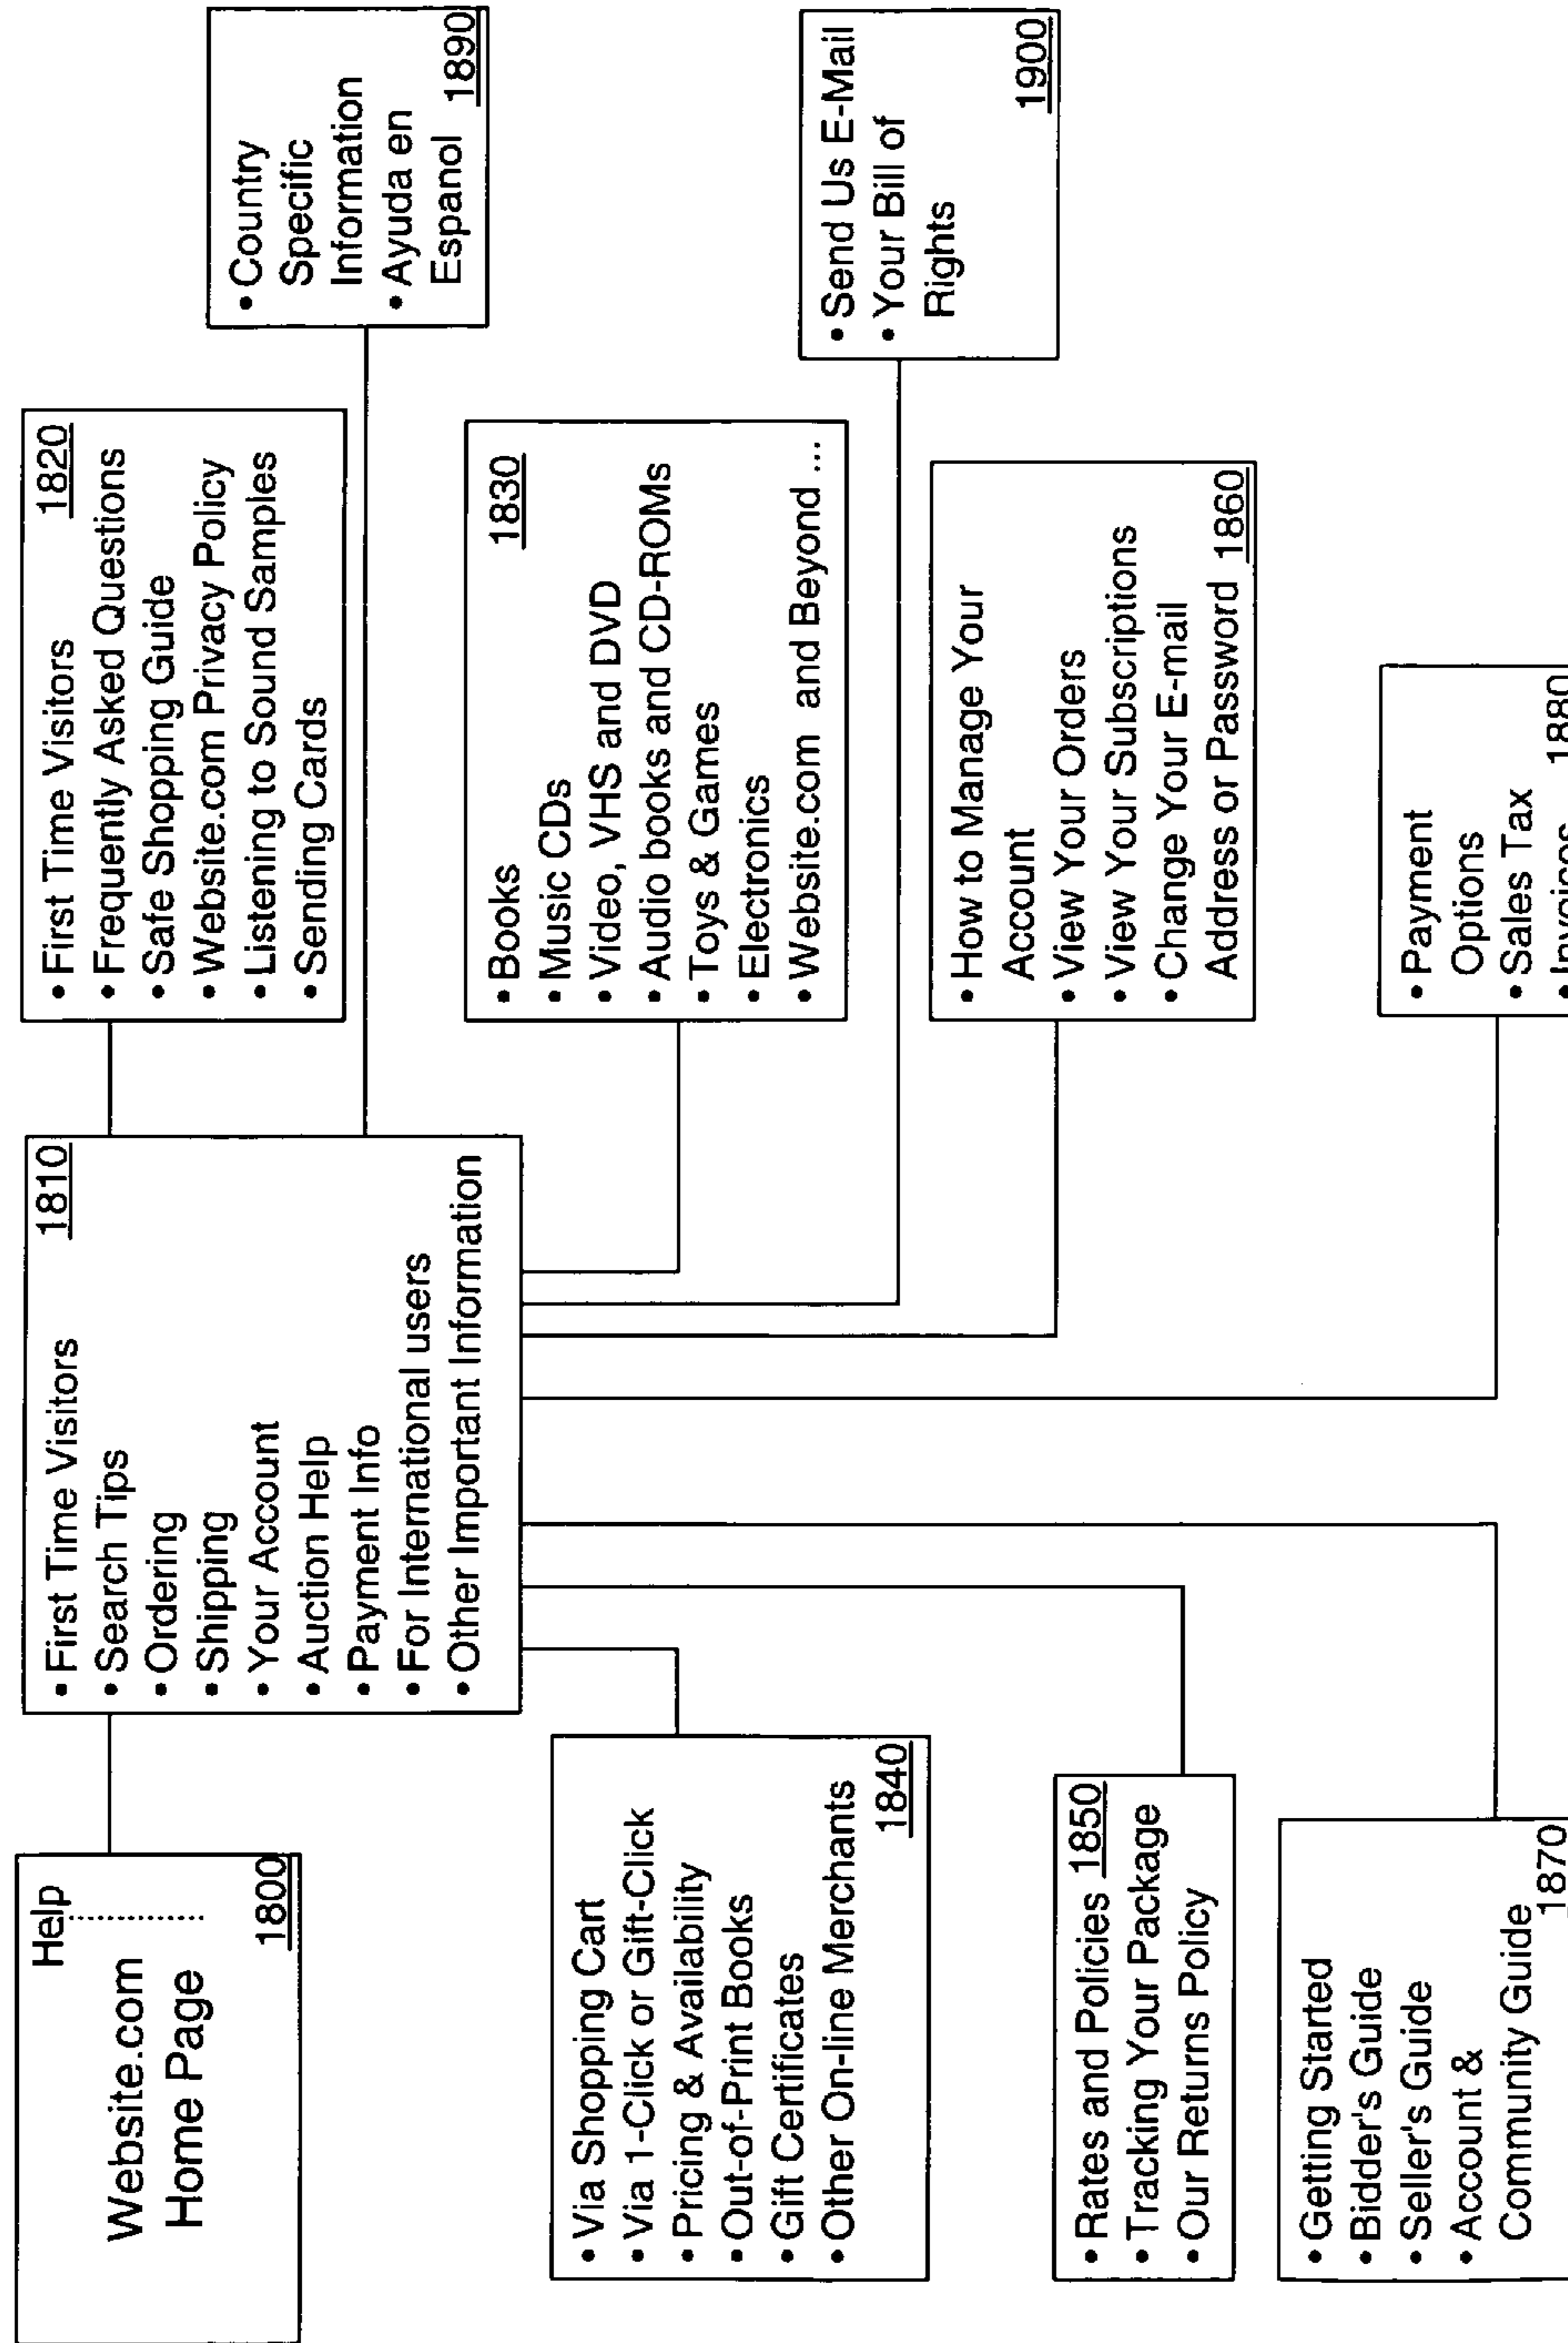 Help
Website.com
Home Page
1800
• First Time Visitors 1810
• Search Tips
• Ordering
• Shipping
• Your Account
• Auction Help
• Payment Info
• For International users
• Other Important Information
• First Time Visitors 1820
• Frequently Asked Questions
• Safe Shopping Guide
• Website.com Privacy Policy
• Listening to Sound Samples
• Sending Cards
• Country
Specific
Information
• Ayuda en
Espanol 1890
• Books 1830
• Music CDs
• Video, VHS and DVD
• Audio books and CD-ROMs
• Toys & Games
• Electronics
• Website.com and Beyond ...
• Send Us E-Mail
• Your Bill of
Rights
1900
• Via Shopping Cart
• Via 1-Click or Gift-Click
• Pricing & Availability
• Out-of-Print Books
• Gift Certificates
• Other On-line Merchants
1840
• How to Manage Your
Account
• View Your Orders
• View Your Subscriptions
• Change Your E-mail
Address or Password 1860
• Rates and Policies 1850
• Tracking Your Package
• Our Returns Policy
• Getting Started
• Bidder's Guide
• Seller's Guide
• Account &
Community Guide
1870
• Payment
Options
• Sales Tax
• Invoices 1880